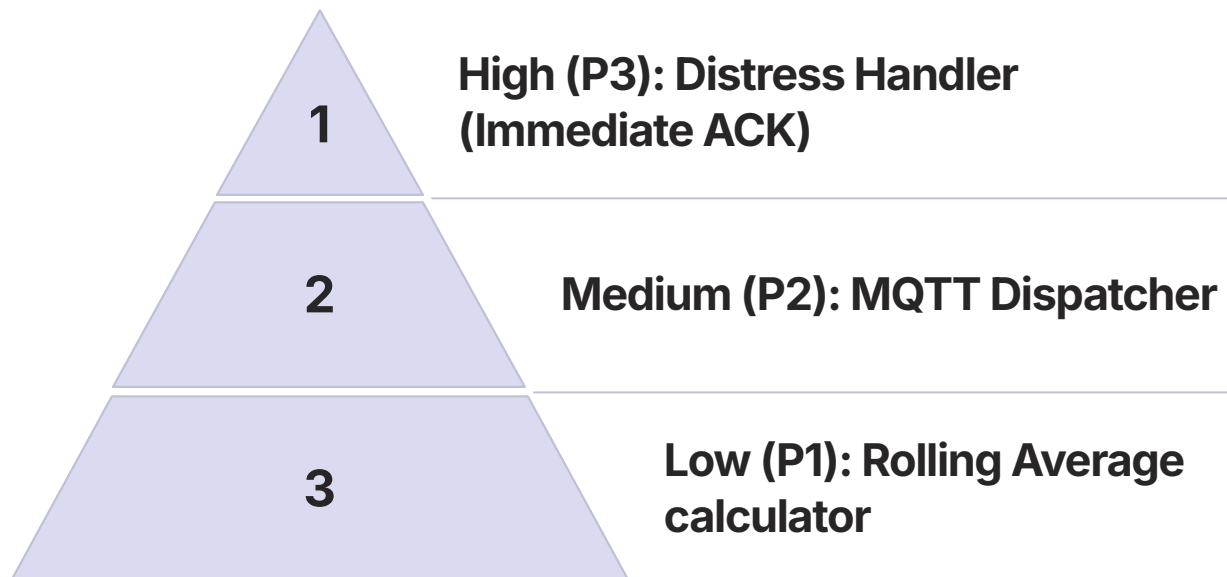 1
High (P3): Distress Handler
(Immediate ACK)
2
Medium (P2): MQTT Dispatcher
3
Low (P1): Rolling Average
calculator